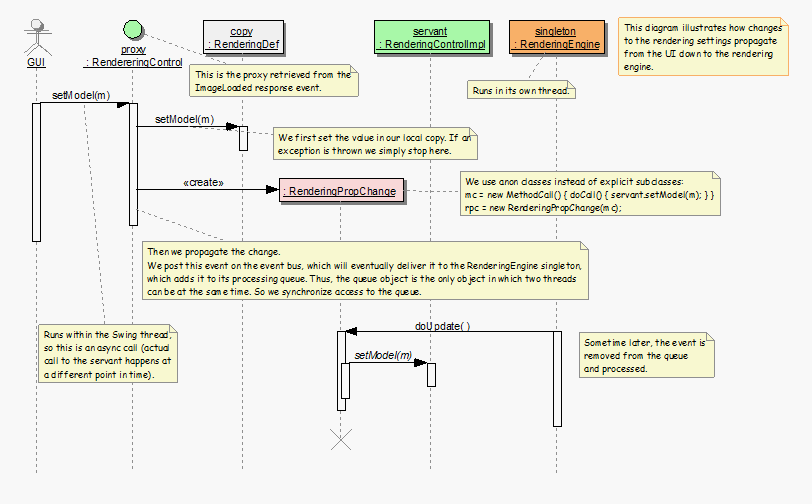 GUI
proxy
: RendereringControl
copy
: RenderingDef
servant
: RenderingControlImpl
singleton
: RenderingEngine
This diagram illustrates how changes
to the rendering settings propagate
from the UI down to the rendering
engine.
This is the proxy retrieved from the
ImageLoaded response event.
Runs in its own thread.
setModel(m)
setModel(m)
We first set the value in our local copy. If an
exception is thrown we simply stop here.
«create»
: RenderingPropChange
We use anon classes instead of explicit subclasses:
mc = new MethodCall() { doCall() { servant.setModel(m); } }
rpc = new RenderingPropChange(mc);
Then we propagate the change.
We post this event on the event bus, which will eventually deliver it to the RenderingEngine singleton,
which adds it to its processing queue. Thus, the queue object is the only object in which two threads
can be at the same time. So we synchronize access to the queue.
Runs within the Swing thread,
so this is an async call (actual
call to the servant happens at
a different point in time).
doUpdate( )
setModel(m)
Sometime later, the event is
removed from the queue
and processed.